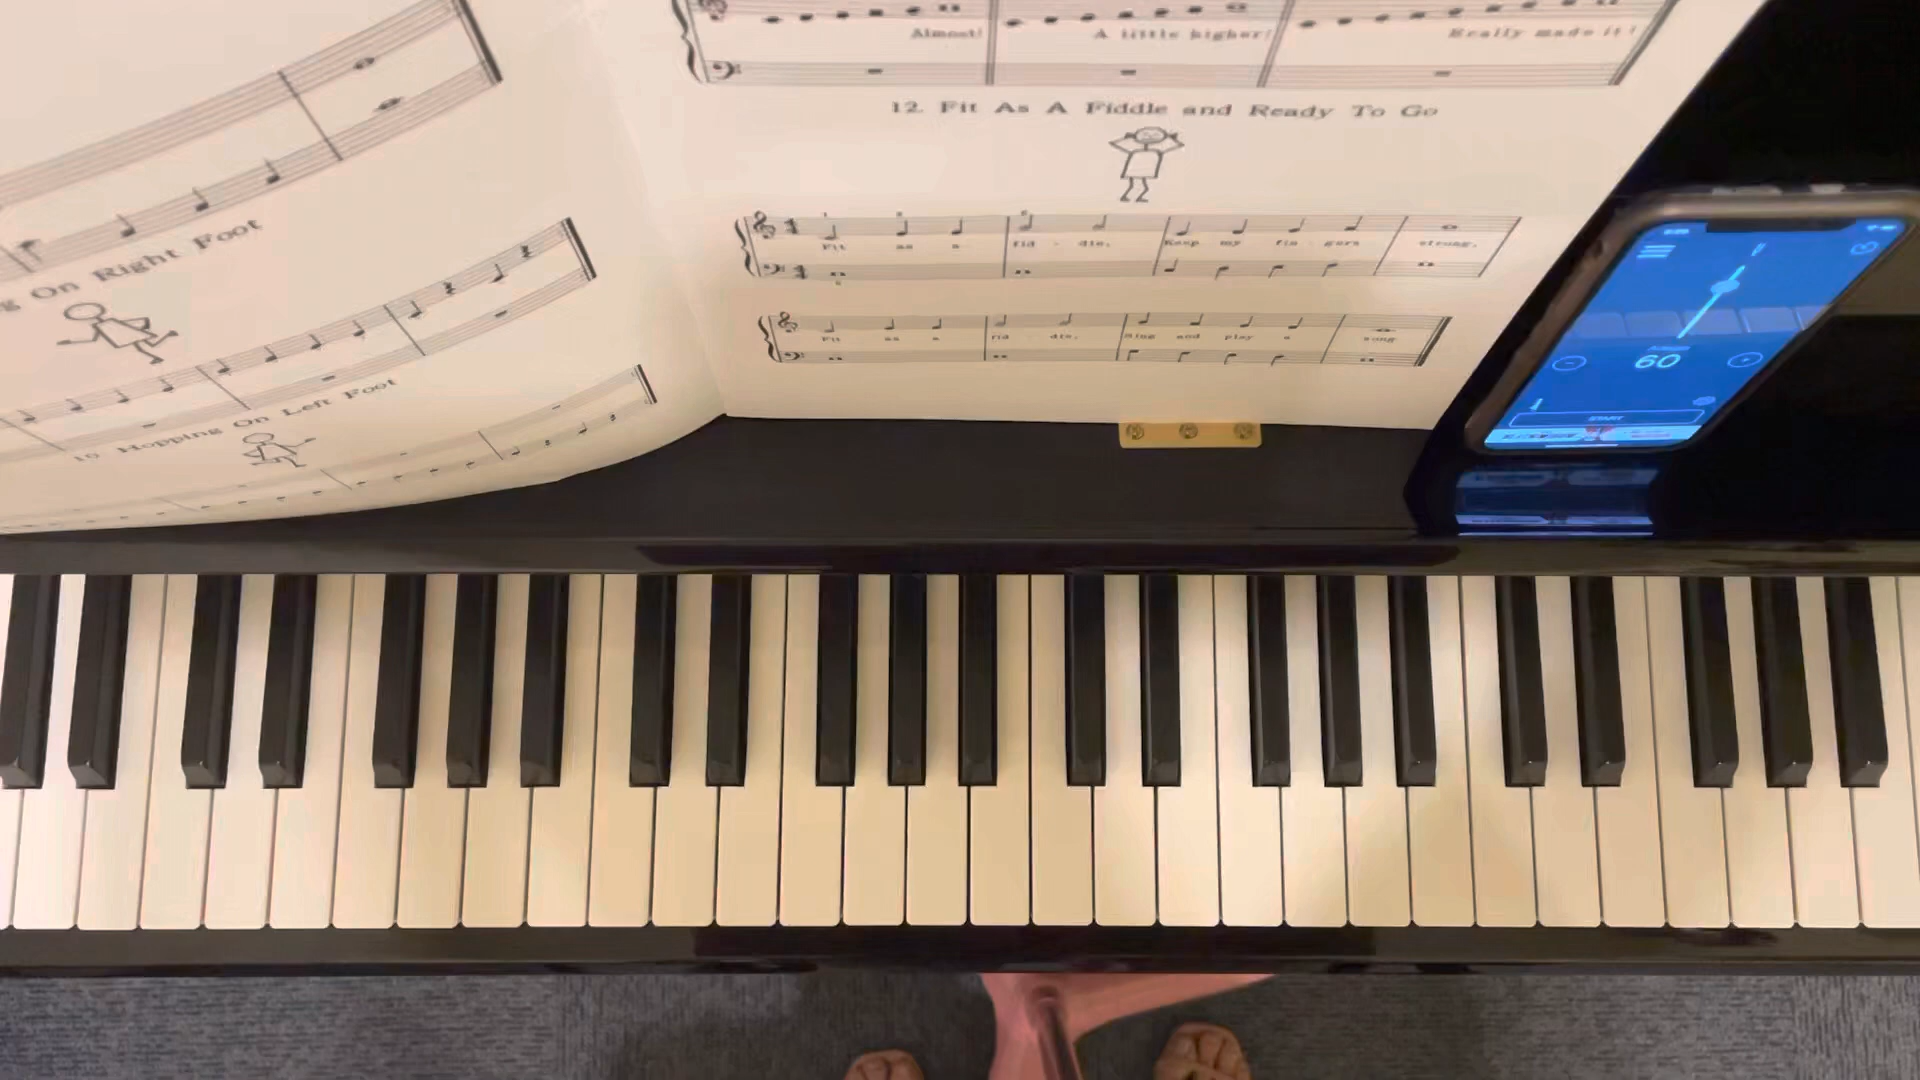 g On Right Foot
10 Hopping On Left Foot
Almost! A little higher! Really made it!
12. Fit As A Fiddle and Ready To Go
Fit as a fid - dle, Keep my fin - gers strong,
Fit as a fid dle, Sing and play a song
60
START